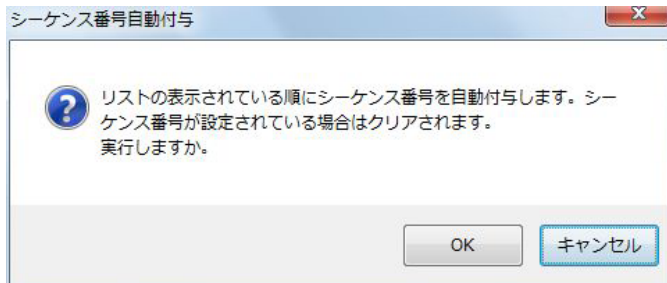 シーケンス番号自動付与
リストの表示されている順にシーケンス番号を自動付与します。シー
ケンス番号が設定されている場合はクリアされます。
実行しますか。
OK
キャンセル